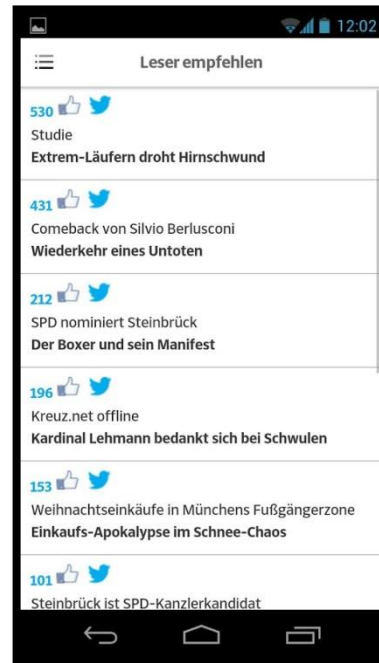 12:02
Leser empfehlen
530
Studie
Extrem-Läufern droht Hirnschwund
431
Comeback von Silvio Berlusconi
Wiederkehr eines Untoten
212
SPD nominiert Steinbrück
Der Boxer und sein Manifest
196
Kreuz.net offline
Kardinal Lehmann bedankt sich bei Schwulen
153
Weihnachtseinkäufe in Münchens Fußgängerzone
Einkaufs-Apokalypse im Schnee-Chaos
101
Steinbrück ist SPD-Kanzlerkandidat